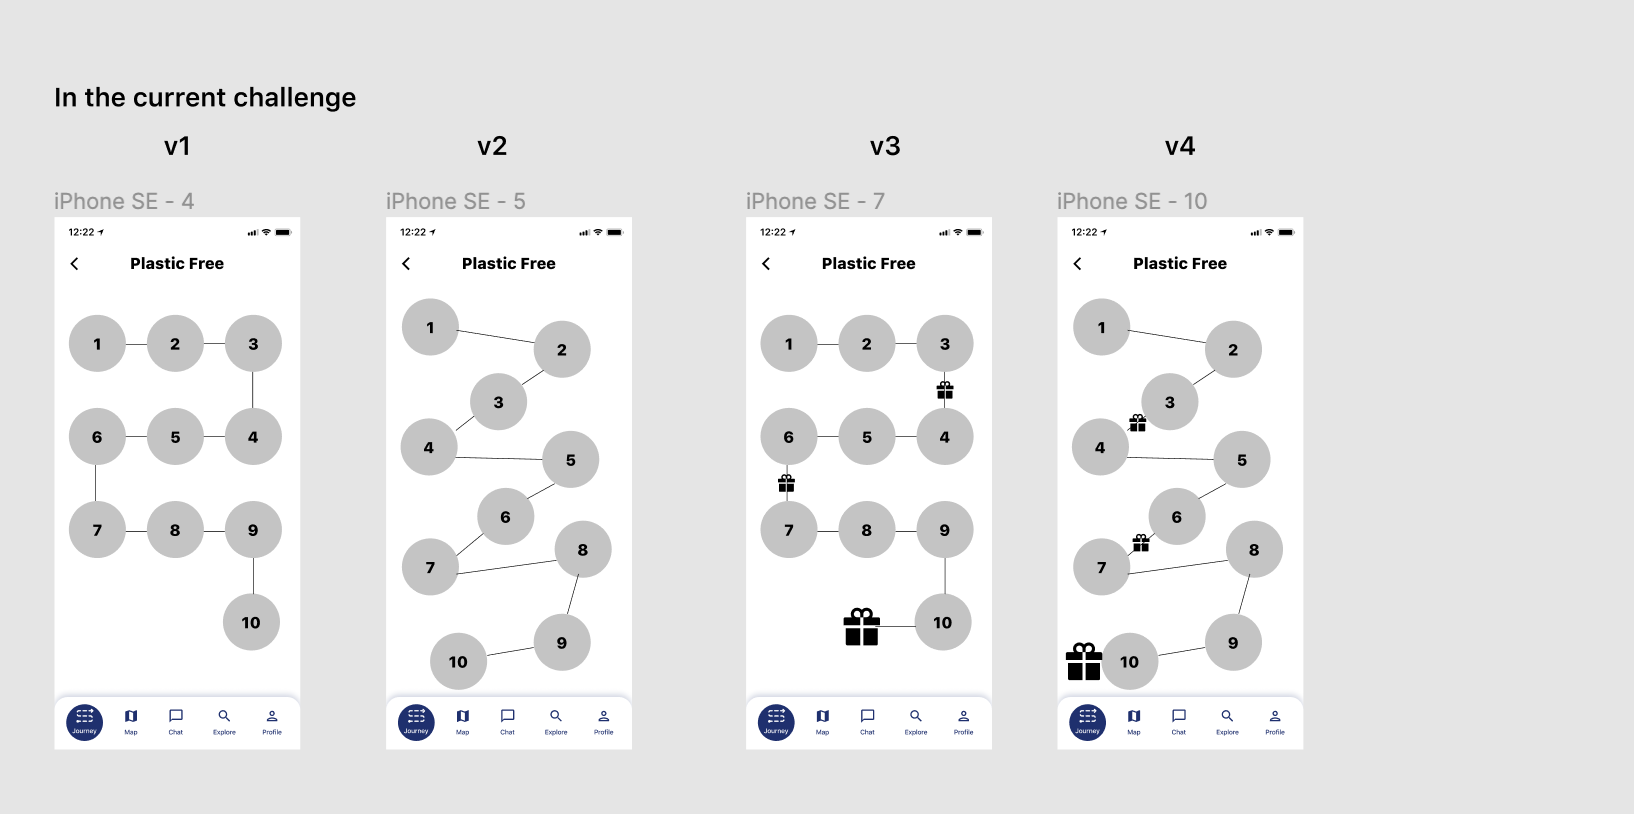 In the current challenge
v1
v2
v3
v4
iPhone SE - 4
iPhone SE - 5
iPhone SE - 7
iPhone SE - 10
12:22
Plastic Free
1 2 3
6 5 4
7 8 9
10
Journey Map Chat Explore Profile
12:22
Plastic Free
1
2
3
4
5
6
7
8
9
10
Journey Map Chat Explore Profile
12:22
Plastic Free
1 2 3
6 5 4
7 8 9
10
Journey Map Chat Explore Profile
12:22
Plastic Free
1
2
3
4
5
6
7
8
9
10
Journey Map Chat Explore Profile